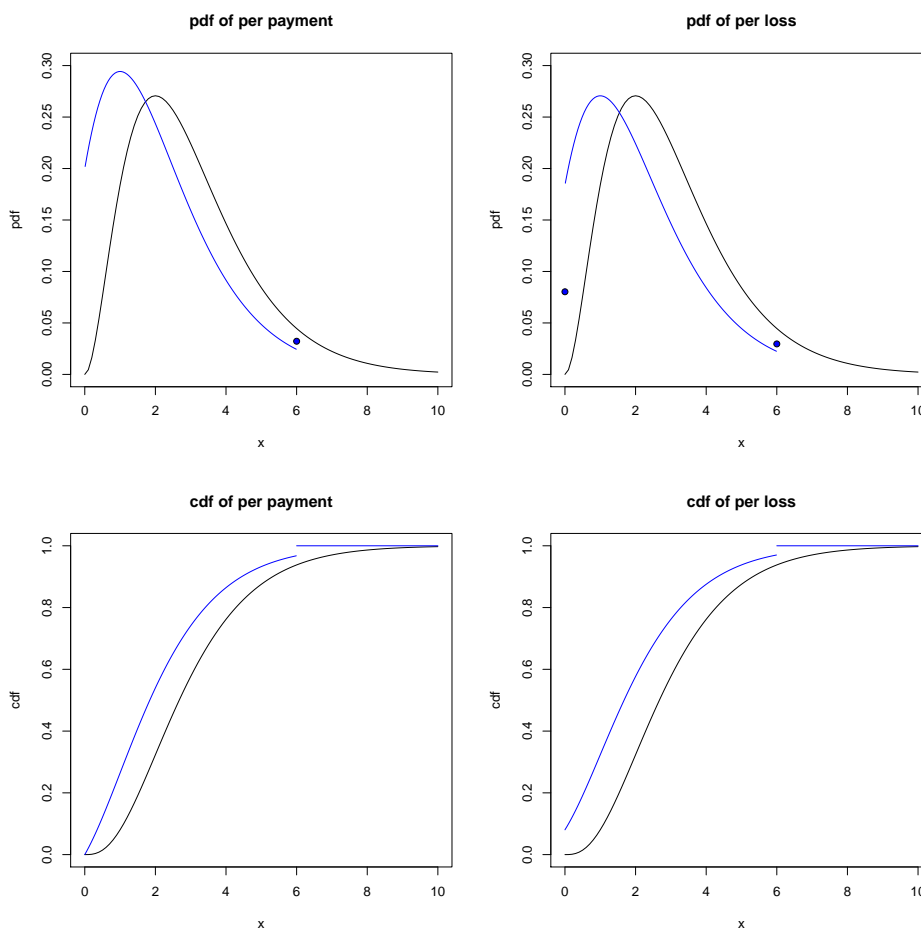 pdf of per payment
pdf
0.00 0.05 0.10 0.15 0.20 0.25 0.30
0 2 4 6 8 10
x
pdf of per loss
pdf
0.00 0.05 0.10 0.15 0.20 0.25 0.30
0 2 4 6 8 10
x
cdf of per payment
cdf
0.0 0.2 0.4 0.6 0.8 1.0
0 2 4 6 8 10
x
cdf of per loss
cdf
0.0 0.2 0.4 0.6 0.8 1.0
0 2 4 6 8 10
x